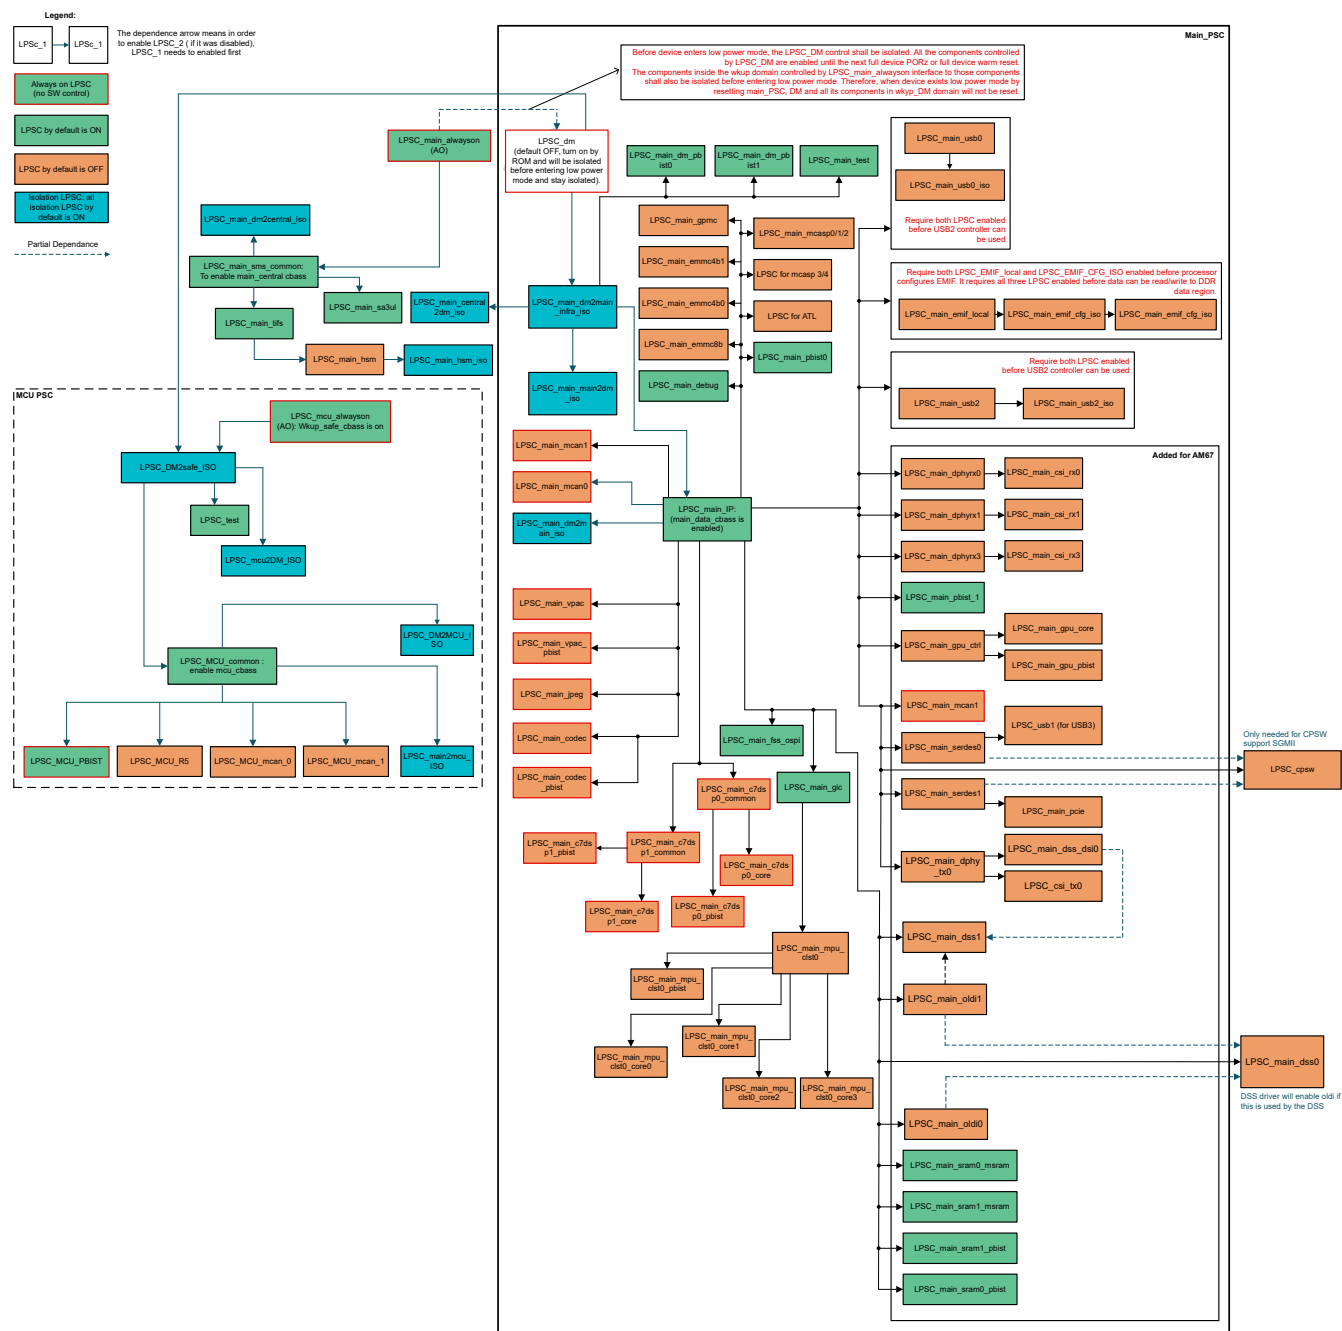 Legend:
LPSc_1
LPSc_1
The dependence arrow means in order
to enable LPSC_2 ( if it was disabled),
LPSC_1 needs to enabled first
Always on LPSC
(no SW control)
LPSC by default is ON
LPSC by default is OFF
Isolation LPSC: all
isolation LPSC by
default is ON
Partial Dependance
Main_PSC
Before device enters low power mode, the LPSC_DM control shall be isolated. All the components controlled
by LPSC_DM are enabled until the next full device PORz or full device warm reset.
The components inside the wkup domain controlled by LPSC_main_alwayson interface to those components
shall also be isolated before entering low power mode. Therefore, when device exists low power mode by
resetting main_PSC, DM and all its components in wkyp_DM domain will not be reset.
LPSC_main_alwayson
(AO)
LPSC_dm
(default OFF, turn on by
ROM and will be isolated
before entering low power
mode and stay isolated).
LPSC_main_dm_pb
ist0
LPSC_main_dm_pb
ist1
LPSC_main_test
LPSC_main_usb0
LPSC_main_usb0_iso
Require both LPSC enabled
before USB2 controller can
be used
LPSC_main_dm2central_iso
LPSC_main_sms_common:
To enable main_central cbass
LPSC_main_sa3ul
LPSC_main_tifs
LPSC_main_hsm
LPSC_main_hsm_iso
LPSC_main_central
2dm_iso
LPSC_main_dm2main
_infra_iso
LPSC_main_main2dm
_iso
LPSC_main_gpmc
LPSC_main_emmc4b1
LPSC_main_emmc4b0
LPSC_main_emmc8b
LPSC_main_debug
LPSC_main_mcasp0/1/2
LPSC for mcasp 3/4
LPSC for ATL
LPSC_main_pbist0
Require both LPSC_EMIF_local and LPSC_EMIF_CFG_ISO enabled before processor
configures EMIF. It requires all three LPSC enabled before data can be read/write to DDR
data region.
LPSC_main_emif_local
LPSC_main_emif_cfg_iso
LPSC_main_emif_cfg_iso
Require both LPSC enabled
before USB2 controller can be used
LPSC_main_usb2
LPSC_main_usb2_iso
MCU PSC
LPSC_mcu_alwayson
(AO): Wkup_safe_cbass is on
LPSC_DM2safe_ISO
LPSC_test
LPSC_mcu2DM_ISO
LPSC_DM2MCU_I
SO
LPSC_MCU_common :
enable mcu_cbass
LPSC_MCU_PBIST
LPSC_MCU_R5
LPSC_MCU_mcan_0
LPSC_MCU_mcan_1
LPSC_main2mcu_
ISO
LPSC_main_mcan1
LPSC_main_mcan0
LPSC_main_dm2m
ain_iso
LPSC_main_IP:
(main_data_cbass is
enabled)
LPSC_main_vpac
LPSC_main_vpac_
pbist
LPSC_main_jpeg
LPSC_main_codec
LPSC_main_codec
_pbist
LPSC_main_fss_ospi
LPSC_main_gic
LPSC_main_c7ds
p0_common
LPSC_main_c7ds
p1_pbist
LPSC_main_c7ds
p1_common
LPSC_main_c7ds
p0_core
LPSC_main_c7ds
p1_core
LPSC_main_c7ds
p0_pbist
LPSC_main_mpu_
clst0
LPSC_main_mpu_
clst0_pbist
LPSC_main_mpu_
clst0_core0
LPSC_main_mpu_
clst0_core1
LPSC_main_mpu_
clst0_core2
LPSC_main_mpu_
clst0_core3
Added for AM67
LPSC_main_dphyrx0
LPSC_main_csi_rx0
LPSC_main_dphyrx1
LPSC_main_csi_rx1
LPSC_main_dphyrx3
LPSC_main_csi_rx3
LPSC_main_pbist_1
LPSC_main_gpu_ctrl
LPSC_main_gpu_core
LPSC_main_gpu_pbist
LPSC_main_mcan1
LPSC_usb1 (for USB3)
LPSC_main_serdes0
LPSC_main_serdes1
LPSC_main_pcie
LPSC_main_dphy
_tx0
LPSC_main_dss_dsi0
LPSC_csi_tx0
LPSC_main_dss1
LPSC_main_oldi1
LPSC_main_oldi0
LPSC_main_sram0_msram
LPSC_main_sram1_msram
LPSC_main_sram1_pbist
LPSC_main_sram0_pbist
Only needed for CPSW
support SGMII
LPSC_cpsw
LPSC_main_dss0
DSS driver will enable oldi if
this is used by the DSS